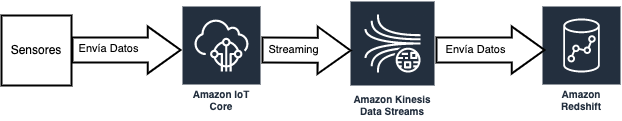 Sensores
Envía Datos
Streaming
Envía Datos
Amazon IoT
Core
Amazon Kinesis
Data Streams
Amazon
Redshift